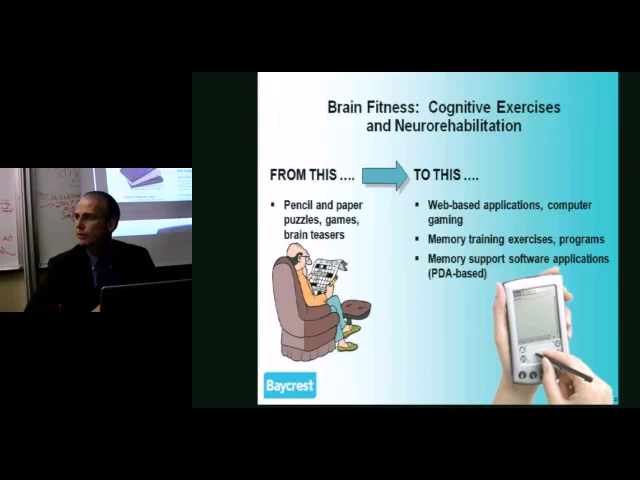 Brain Fitness: Cognitive Exercises
and Neurorehabilitation
FROM THIS ....
TO THIS ....
▪ Pencil and paper
puzzles, games,
brain teasers
▪ Web-based applications, computer
gaming
▪ Memory training exercises, programs
▪ Memory support software applications
(PDA-based)
Baycrest